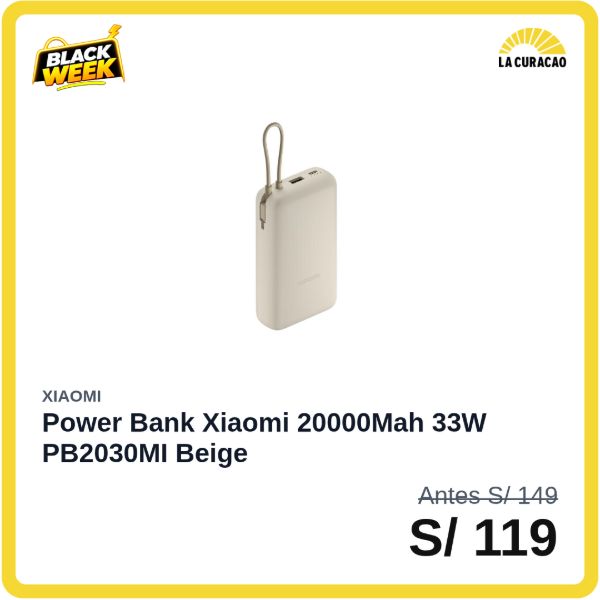 BLACK
WEEK
LA CURACAO
XIAOMI
Power Bank Xiaomi 20000Mah 33W
PB2030MI Beige
Antes S/ 149
S/ 119